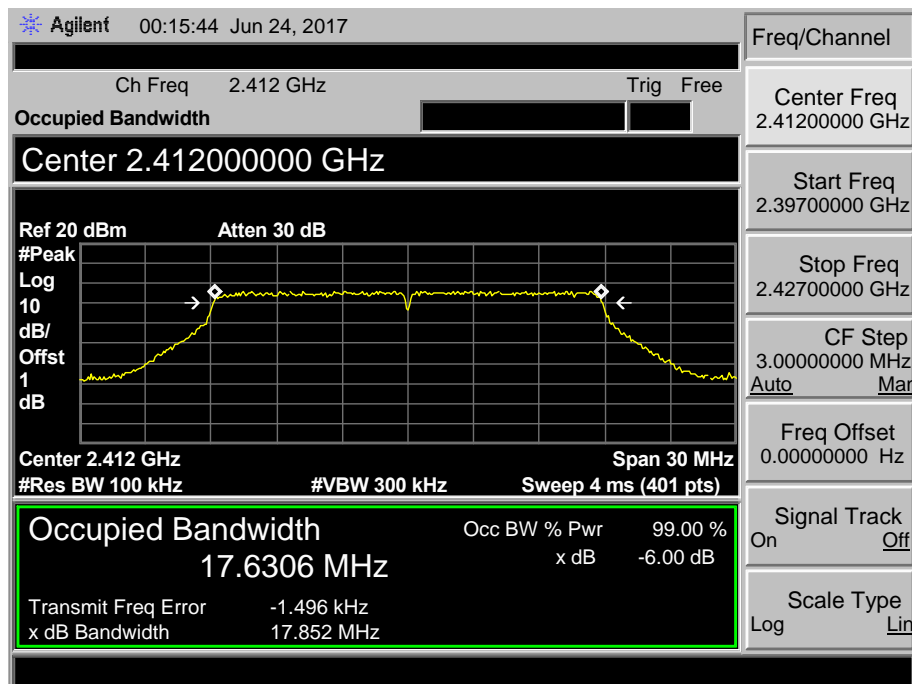 Agilent 00:15:44 Jun 24, 2017
Freq/Channel
Ch Freq 2.412 GHz Trig Free
Occupied Bandwidth
Center 2.412000000 GHz
Ref 20 dBm Atten 30 dB
#Peak
Log
10
dB/
Offst
1
dB
Center 2.412 GHz Span 30 MHz
#Res BW 100 kHz #VBW 300 kHz Sweep 4 ms (401 pts)
Occupied Bandwidth
17.6306 MHz
Occ BW % Pwr 99.00 %
x dB -6.00 dB
Transmit Freq Error -1.496 kHz
x dB Bandwidth 17.852 MHz
Center Freq
2.41200000 GHz
Start Freq
2.39700000 GHz
Stop Freq
2.42700000 GHz
CF Step
3.00000000 MHz
Auto Man
Freq Offset
0.00000000 Hz
Signal Track
On Off
Scale Type
Log Lin